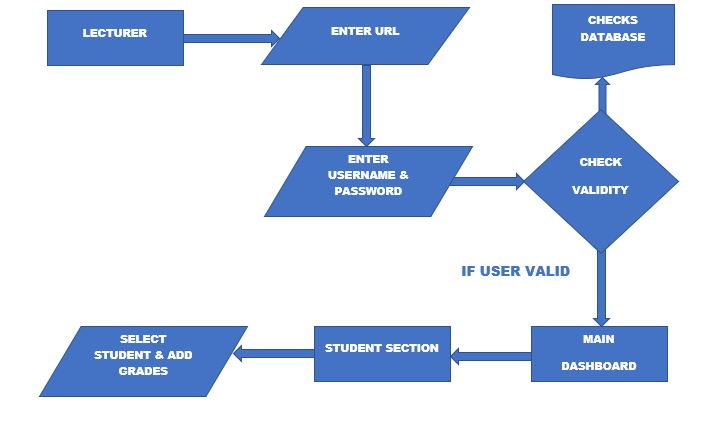 LECTURER
ENTER URL
CHECKS
DATABASE
ENTER
USERNAME &
PASSWORD
CHECK
VALIDITY
IF USER VALID
MAIN
DASHBOARD
STUDENT SECTION
SELECT
STUDENT & ADD
GRADES